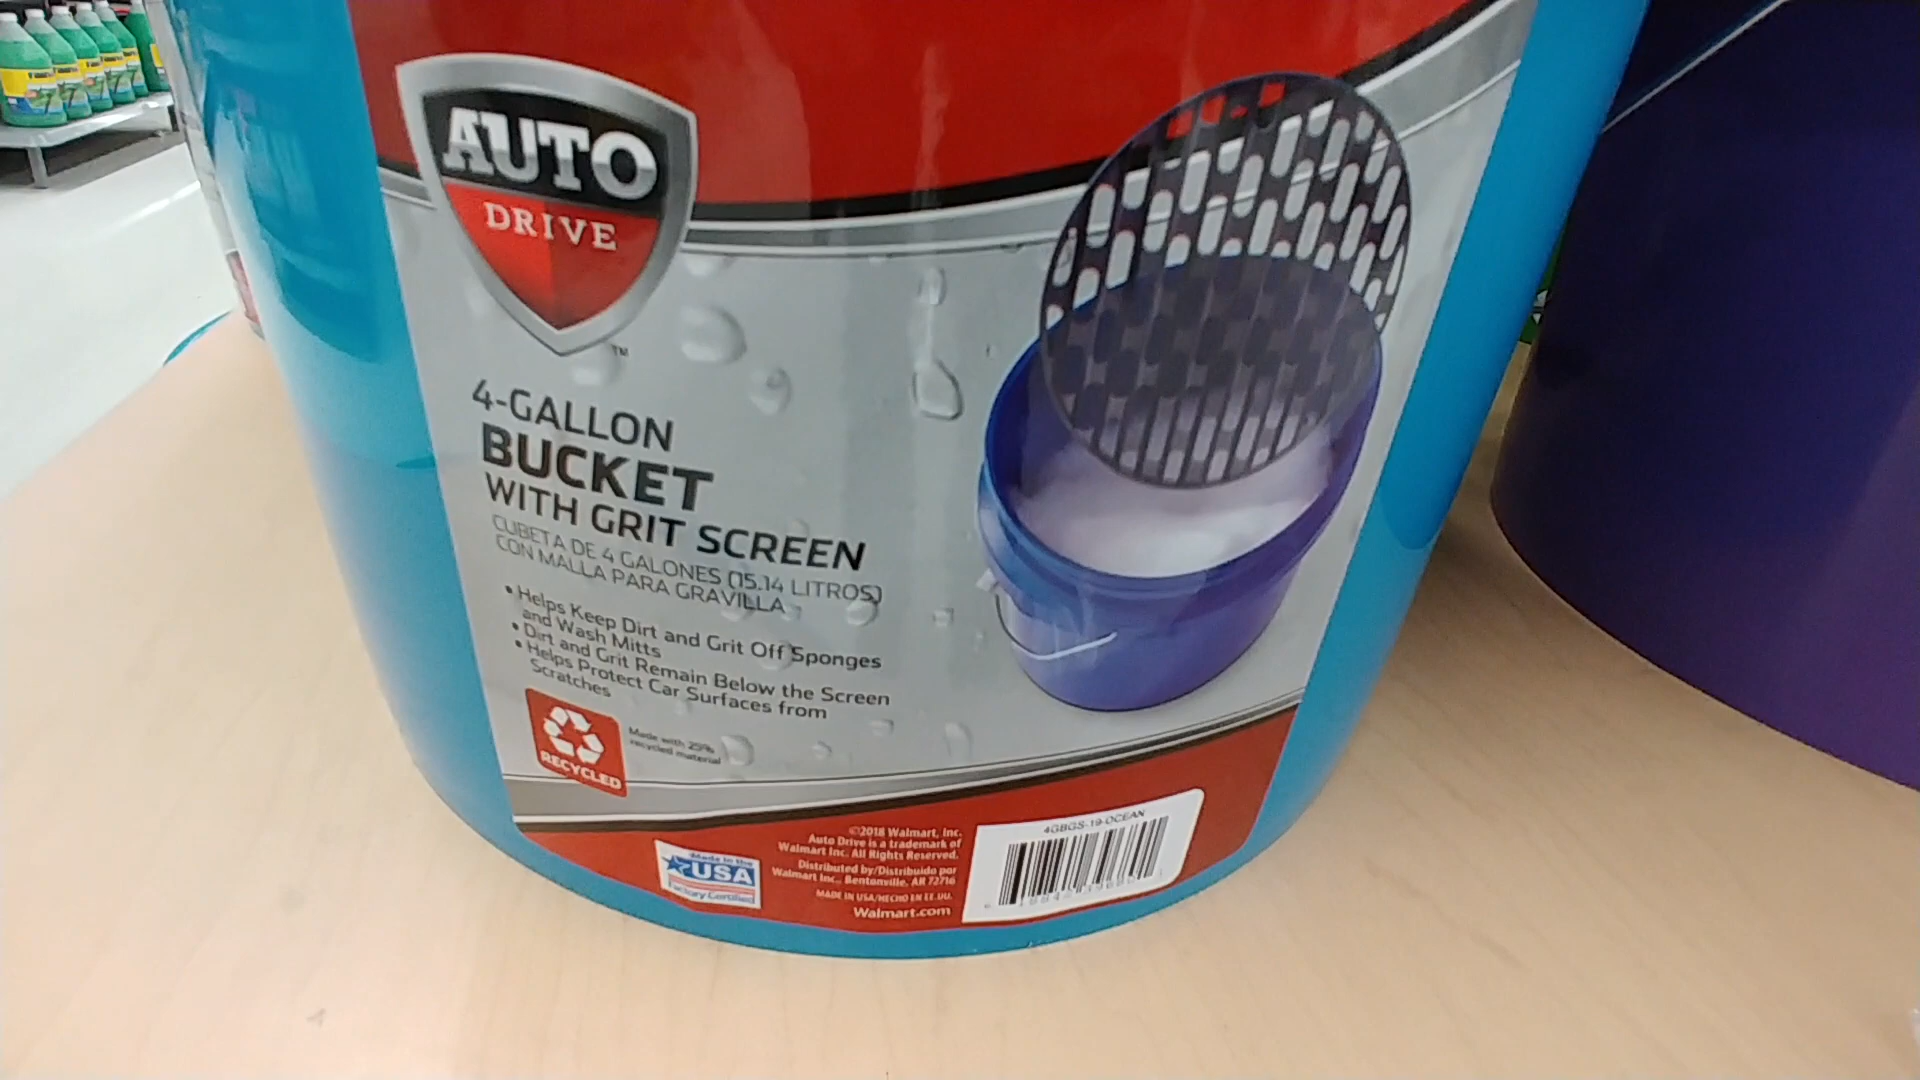 AUTO
DRIVE
TM
4-GALLON
BUCKET
WITH GRIT SCREEN
CUBETA DE 4 GALONES (15.14 LITROS)
CON MALLA PARA GRAVILLA
• Helps Keep Dirt and Grit Off Sponges
and Wash Mitts
• Dirt and Grit Remain Below the Screen
• Helps Protect Car Surfaces from
Scratches
RECYCLED
Made with 25%
recycled material
Made in the
USA
Factory Certified
©2018 Walmart, Inc.
Auto Drive is a trademark of
Walmart Inc. All Rights Reserved.
Distributed by/Distribuido por
Walmart Inc., Bentonville, AR 72716
MADE IN USA/HECHO EN EE.UU.
Walmart.com
4GBGS-19-OCEAN